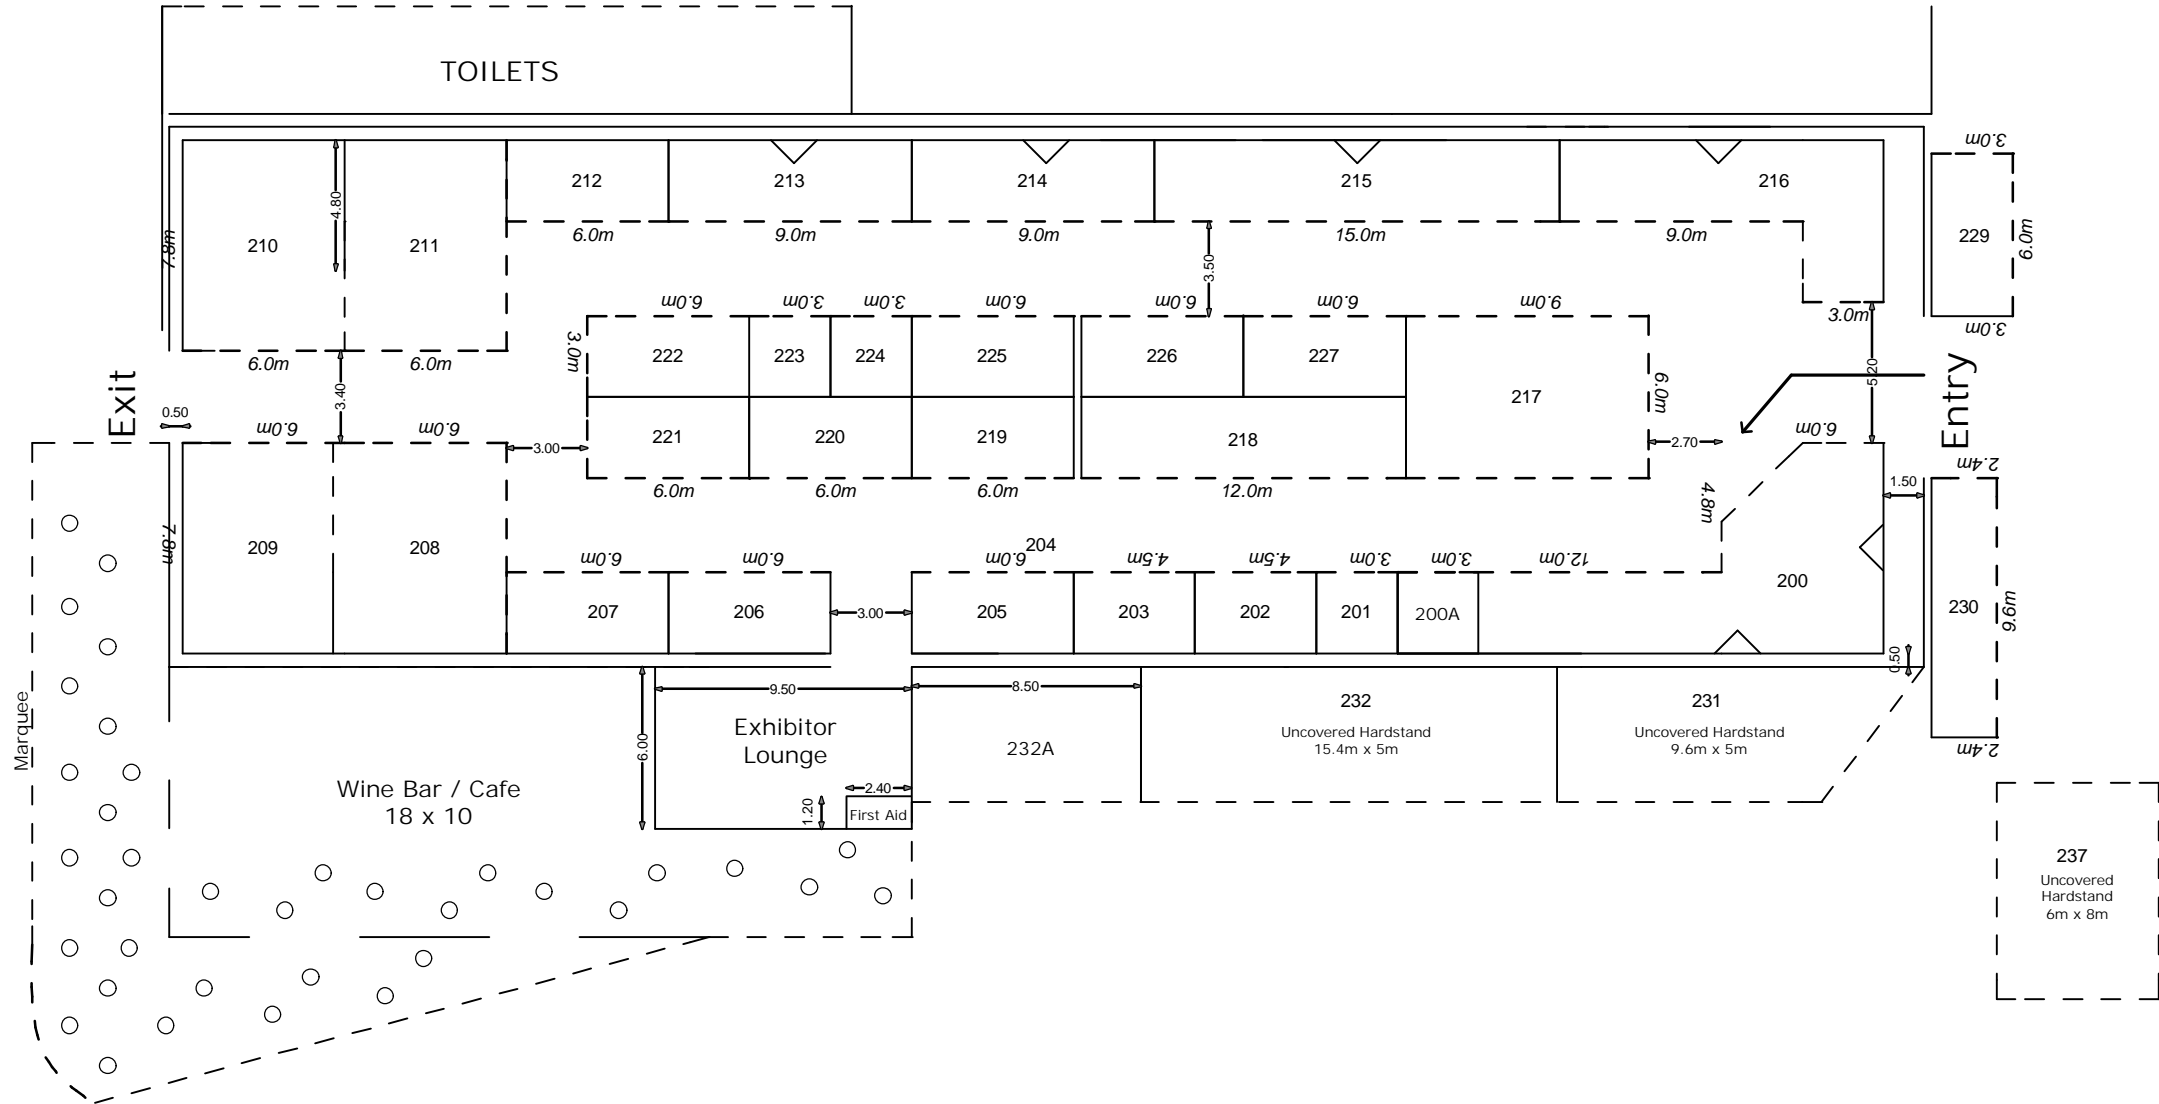 TOILETS
3.0m
212
213
214
215
216
4.80
210
211
7.8m
229
6.0m
6.0m
9.0m
9.0m
15.0m
9.0m
3.50
6.0m
3.0m
3.0m
6.0m
6.0m
6.0m
9.0m
3.0m
3.0m
3.0m
222
223
224
225
226
227
6.0m
6.0m
Exit
3.40
5.20
Entry
217
6.0m
0.50
6.0m
6.0m
221
220
219
218
3.00
2.70
6.0m
2.4m
6.0m
6.0m
6.0m
12.0m
4.8m
1.50
7.8m
209
208
204
6.0m
6.0m
6.0m
4.5m
4.5m
3.0m
3.0m
12.0m
200
207
206
3.00
205
203
202
201
200A
230
9.6m
0.50
9.50
8.50
Marquee
6.00
Exhibitor
Lounge
232A
232
Uncovered Hardstand
15.4m x 5m
231
Uncovered Hardstand
9.6m x 5m
2.4m
Wine Bar / Cafe
18 x 10
2.40
1.20
First Aid
237
Uncovered
Hardstand
6m x 8m